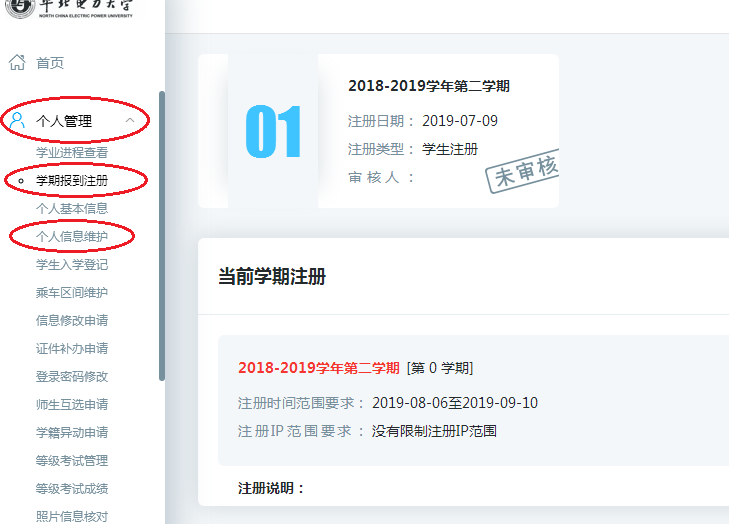 华北电力大学
NORTH CHINA ELECTRIC POWER UNIVERSITY
首页
个人管理
学业进程查看
学期报到注册
个人基本信息
个人信息维护
学生入学登记
乘车区间维护
信息修改申请
证件补办申请
登录密码修改
师生互选申请
学籍异动申请
等级考试管理
等级考试成绩
照片信息核对
01
2018-2019学年第二学期
注册日期： 2019-07-09
注册类型： 学生注册
审核人：
未审核
当前学期注册
2018-2019学年第二学期 [第 0 学期]
注册时间范围要求： 2019-08-06至2019-09-10
注册IP范围要求： 没有限制注册IP范围
注册说明：